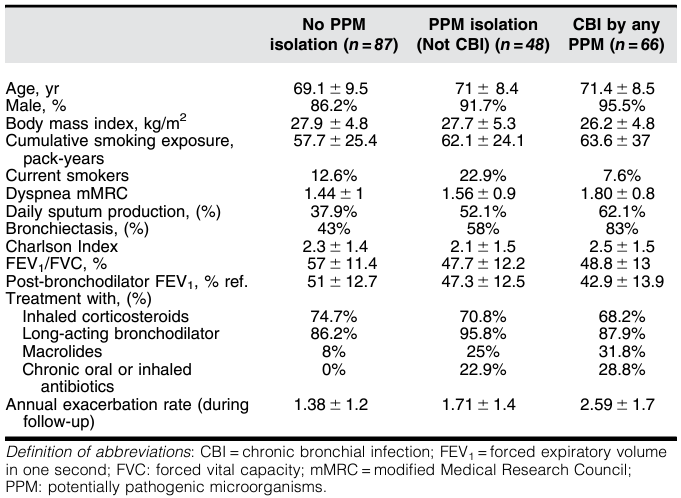 No PPM isolation (n = 87) PPM isolation (Not CBI) (n = 48) CBI by any PPM (n = 66)
Age, yr 69.1 ± 9.5 71 ± 8.4 71.4 ± 8.5
Male, % 86.2% 91.7% 95.5%
Body mass index, kg/m² 27.9 ± 4.8 27.7 ± 5.3 26.2 ± 4.8
Cumulative smoking exposure, 57.7 ± 25.4 62.1 ± 24.1 63.6 ± 37
pack-years
Current smokers 12.6% 22.9% 7.6%
Dyspnea mMRC 1.44 ± 1 1.56 ± 0.9 1.80 ± 0.8
Daily sputum production, (%) 37.9% 52.1% 62.1%
Bronchiectasis, (%) 43% 58% 83%
Charlson Index 2.3 ± 1.4 2.1 ± 1.5 2.5 ± 1.5
FEV₁/FVC, % 57 ± 11.4 47.7 ± 12.2 48.8 ± 13
Post-bronchodilator FEV₁, % ref. 51 ± 12.7 47.3 ± 12.5 42.9 ± 13.9
Treatment with, (%)
Inhaled corticosteroids 74.7% 70.8% 68.2%
Long-acting bronchodilator 86.2% 95.8% 87.9%
Macrolides 8% 25% 31.8%
Chronic oral or inhaled 0% 22.9% 28.8%
antibiotics
Annual exacerbation rate (during 1.38 ± 1.2 1.71 ± 1.4 2.59 ± 1.7
follow-up)
Definition of abbreviations: CBI = chronic bronchial infection; FEV₁ = forced expiratory volume
in one second; FVC: forced vital capacity; mMRC = modified Medical Research Council;
PPM: potentially pathogenic microorganisms.